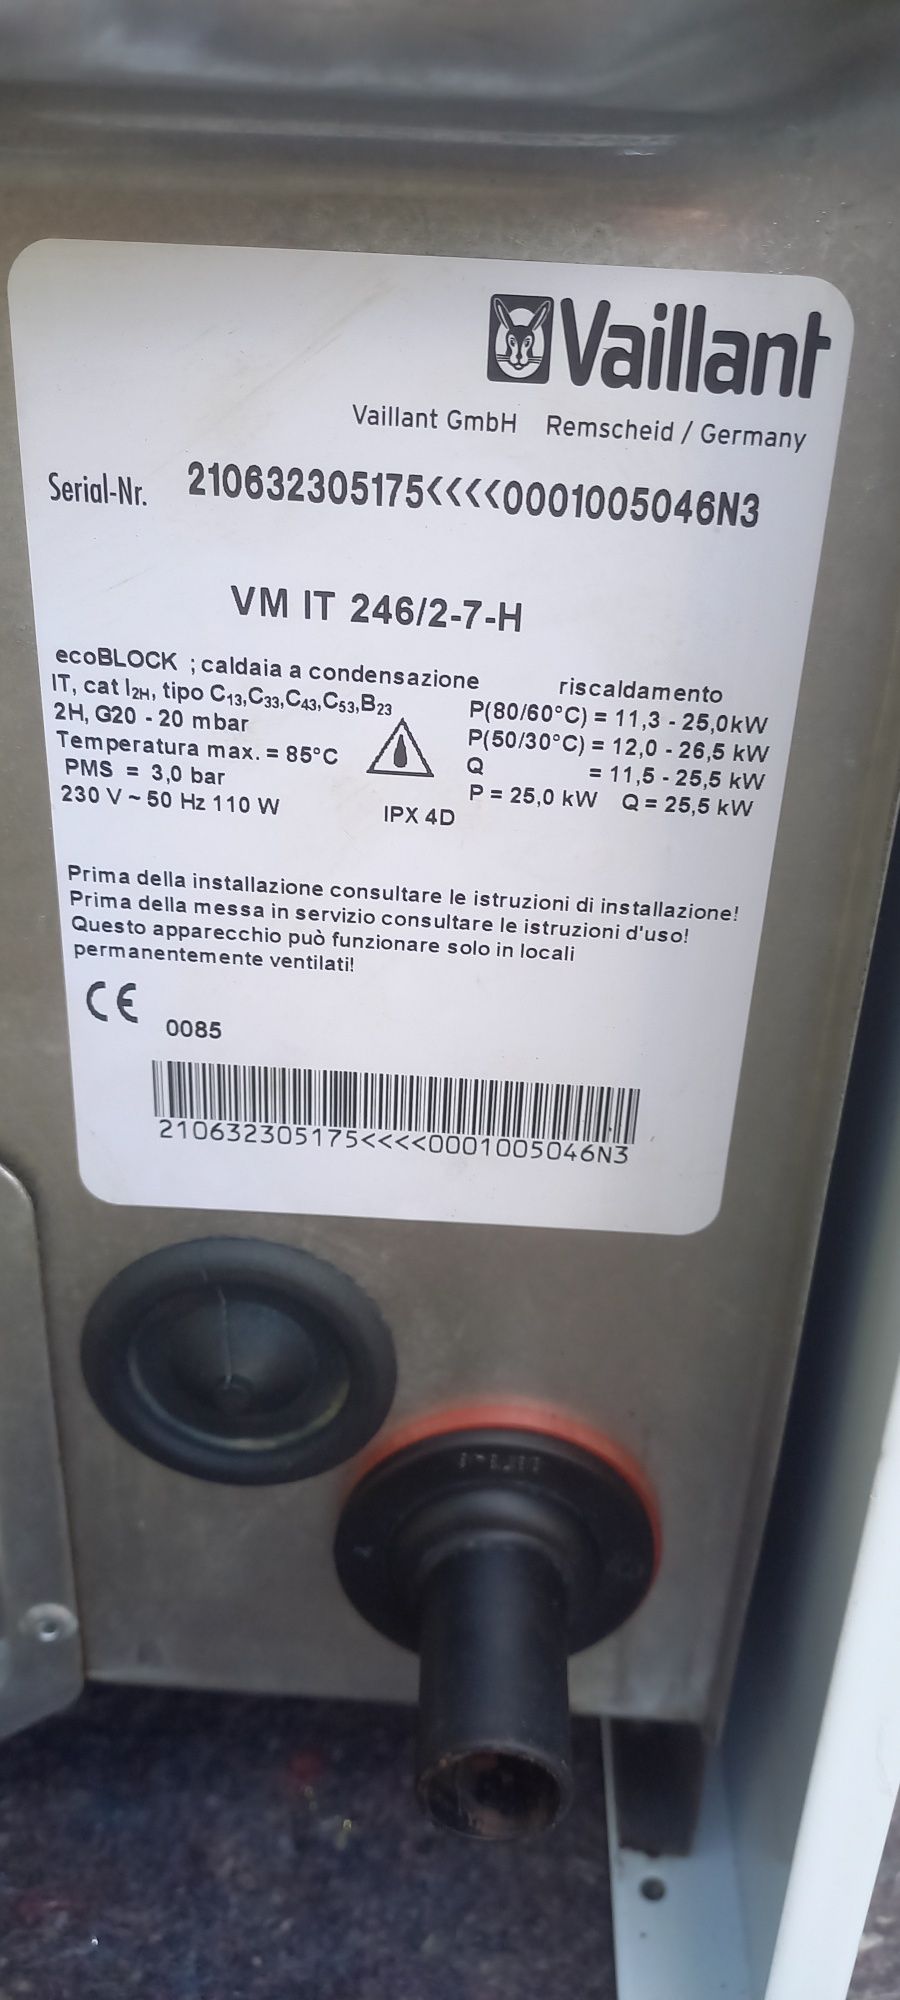 Vaillant
Vaillant GmbH Remscheid / Germany
Serial-Nr. 210632305175<<<<0001005046N3
VM IT 246/2-7-H
ecoBLOCK ; caldaia a condensazione
IT, cat I2H, tipo C13,C33,C43,C53,B23
2H, G20 - 20 mbar
Temperatura max. = 85°C
PMS = 3,0 bar
230 V ~ 50 Hz 110 W
IPX 4D
riscaldamento
P(80/60°C) = 11,3 - 25,0kW
P(50/30°C) = 12,0 - 26,5 kW
Q = 11,5 - 25,5 kW
P = 25,0 kW Q = 25,5 kW
Prima della installazione consultare le istruzioni di installazione!
Prima della messa in servizio consultare le istruzioni d'uso!
Questo apparecchio può funzionare solo in locali
permanentemente ventilati!
CE 0085
210632305175<<<<0001005046N3